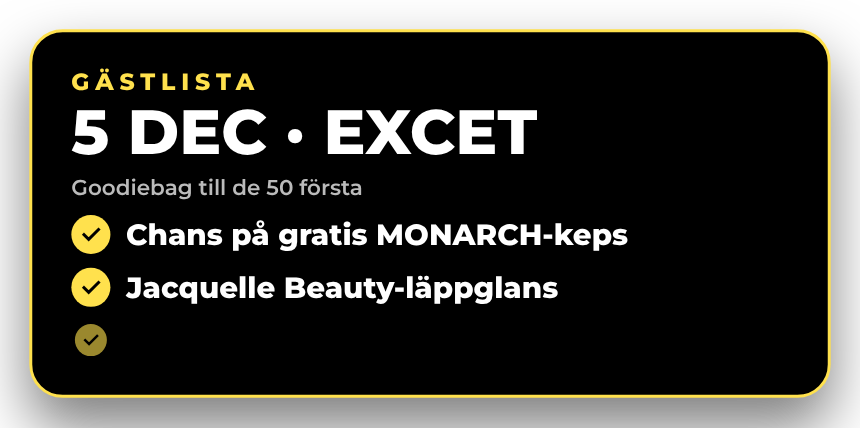 GÄSTLISTA
5 DEC • EXCET
Goodiebag till de 50 första
Chans på gratis MONARCH-keps
Jacquelle Beauty-läppglans